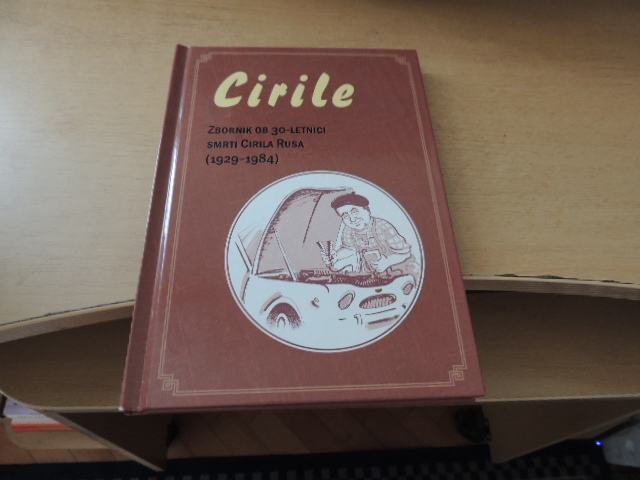 Cirile
Zbornik ob 30-letnici
smrti Cirila Rusa
(1929-1984)